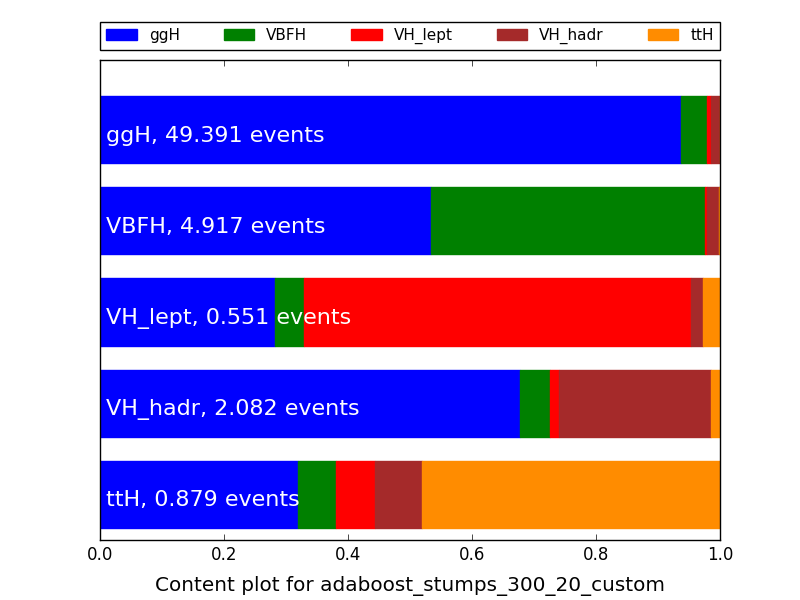 ggH VBFH VH_lept VH_hadr ttH
ggH, 49.391 events
VBFH, 4.917 events
VH_lept, 0.551 events
VH_hadr, 2.082 events
ttH, 0.879 events
0.0 0.2 0.4 0.6 0.8 1.0
Content plot for adaboost_stumps_300_20_custom